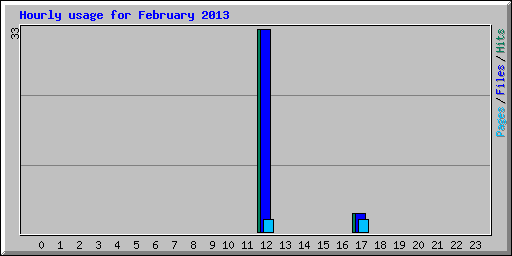 Hourly usage for February 2013
33
Pages/Files/Hits
0 1 2 3 4 5 6 7 8 9 10 11 12 13 14 15 16 17 18 19 20 21 22 23